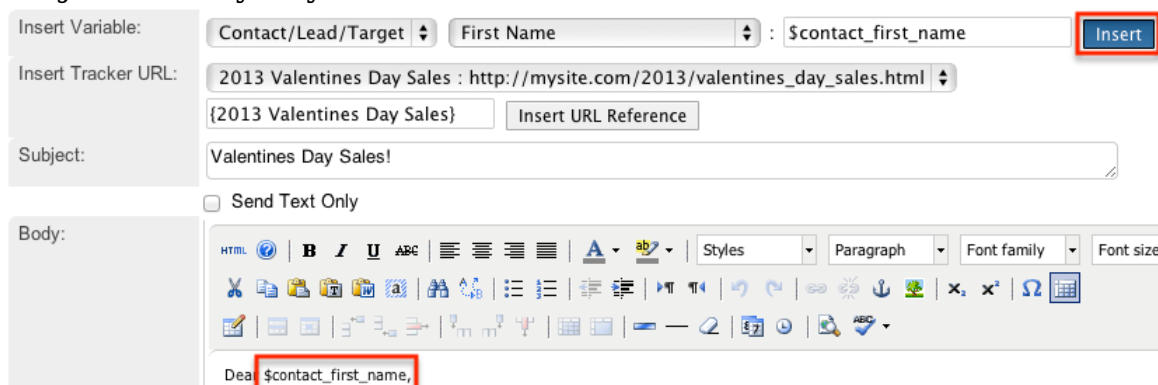 Insert Variable: Contact/Lead/Target First Name : $contact_first_name Insert
Insert Tracker URL: 2013 Valentines Day Sales : http://mysite.com/2013/valentines_day_sales.html
{2013 Valentines Day Sales} Insert URL Reference
Subject: Valentines Day Sales!
Send Text Only
Body:
HTML B I U ABC A ab Styles Paragraph Font family Font size
Dear $contact_first_name,